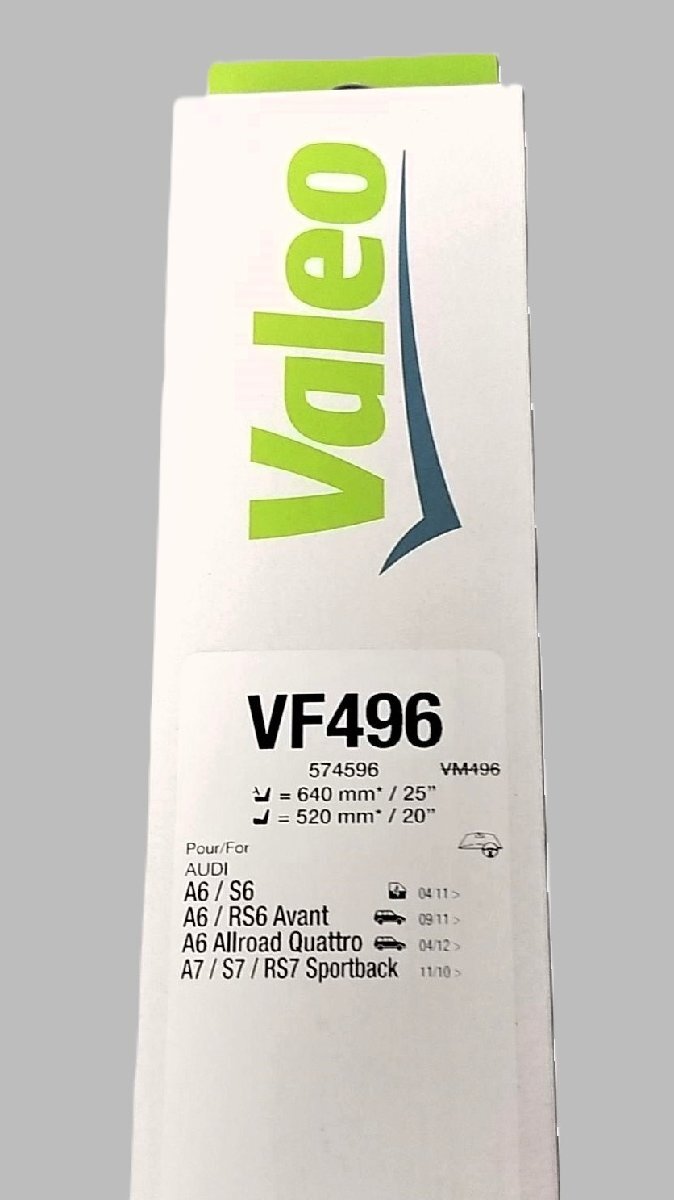 Valeo
VF496
574596 VM496
= 640 mm* / 25"
= 520 mm* / 20"
Pour/For
AUDI
A6 / S6 04/11 >
A6 / RS6 Avant 09/11 >
A6 Allroad Quattro 04/12 >
A7 / S7 / RS7 Sportback 11/10 >